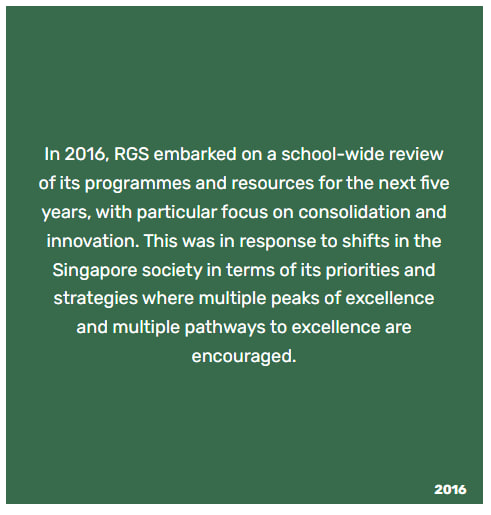 In 2016, RGS embarked on a school-wide review
of its programmes and resources for the next five
years, with particular focus on consolidation and
innovation. This was in response to shifts in the
Singapore society in terms of its priorities and
strategies where multiple peaks of excellence
and multiple pathways to excellence are
encouraged.
2016